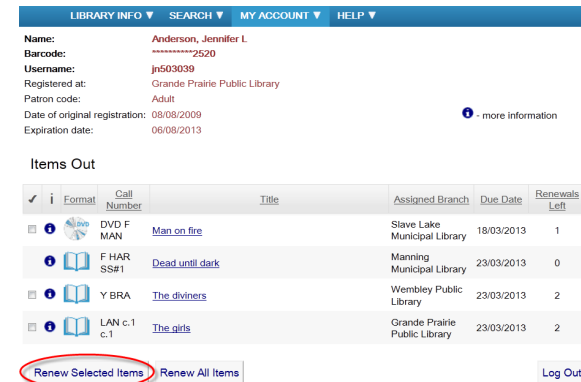 LIBRARY INFO ▼ SEARCH ▼ MY ACCOUNT ▼ HELP ▼
Name: Anderson, Jennifer L
Barcode: **********2520
Username: jn503039
Registered at: Grande Prairie Public Library
Patron code: Adult
Date of original registration: 08/08/2009
i - more information
Expiration date: 06/08/2013
Items Out
✓ i Format Call Number Title Assigned Branch Due Date Renewals Left
DVD DVD F MAN Man on fire Slave Lake Municipal Library 18/03/2013 1
F HAR SS#1 Dead until dark Manning Municipal Library 23/03/2013 0
Y BRA The diviners Wembley Public Library 23/03/2013 2
LAN c.1 c.1 The girls Grande Prairie Public Library 23/03/2013 2
Renew Selected Items Renew All Items Log Out